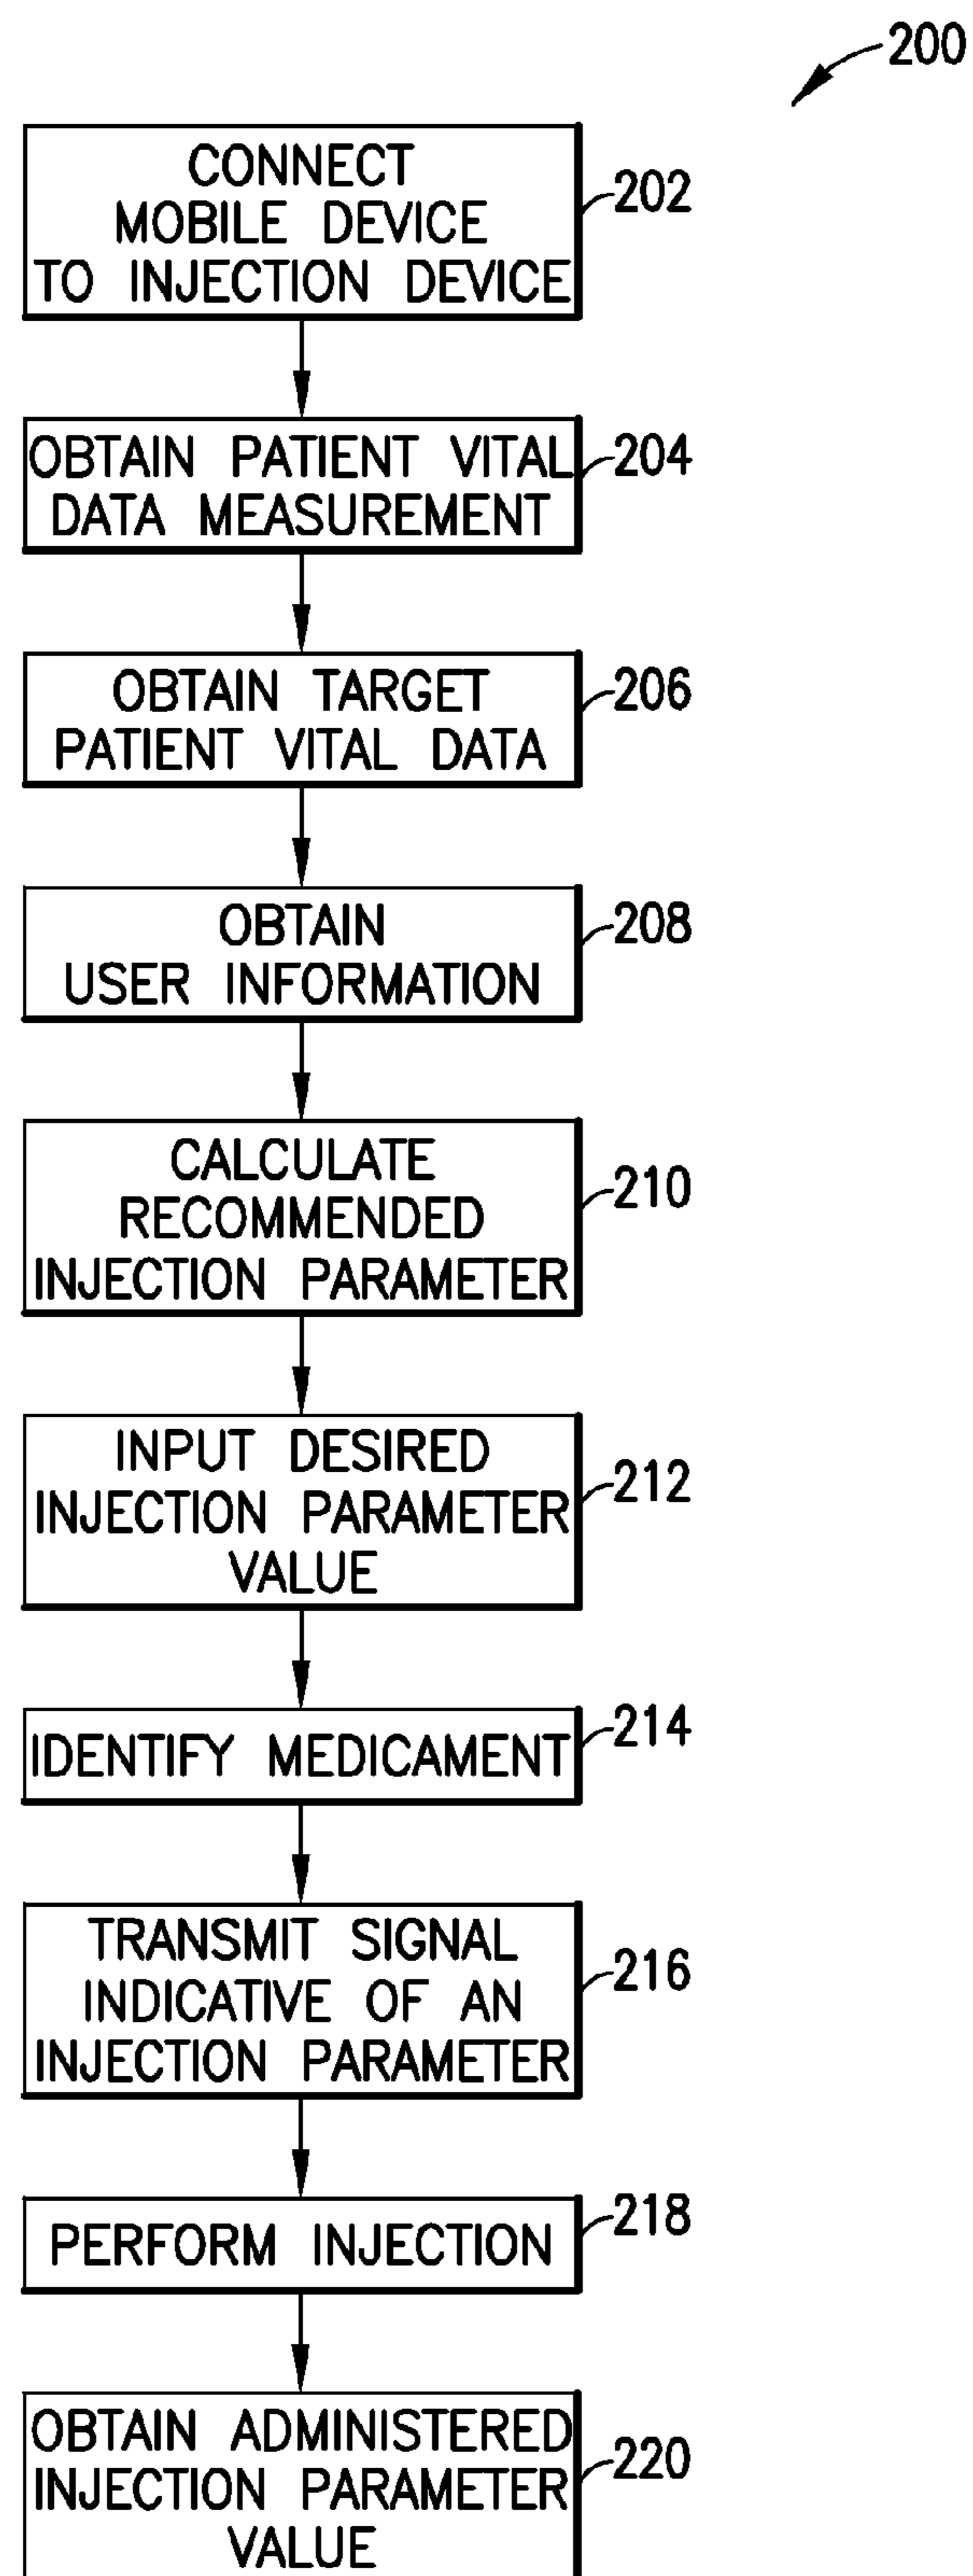 200
CONNECT
MOBILE DEVICE
TO INJECTION DEVICE
202
OBTAIN PATIENT VITAL
DATA MEASUREMENT
204
OBTAIN TARGET
PATIENT VITAL DATA
206
OBTAIN
USER INFORMATION
208
CALCULATE
RECOMMENDED
INJECTION PARAMETER
210
INPUT DESIRED
INJECTION PARAMETER
VALUE
212
IDENTIFY MEDICAMENT
214
TRANSMIT SIGNAL
INDICATIVE OF AN
INJECTION PARAMETER
216
PERFORM INJECTION
218
OBTAIN ADMINISTERED
INJECTION PARAMETER
VALUE
220